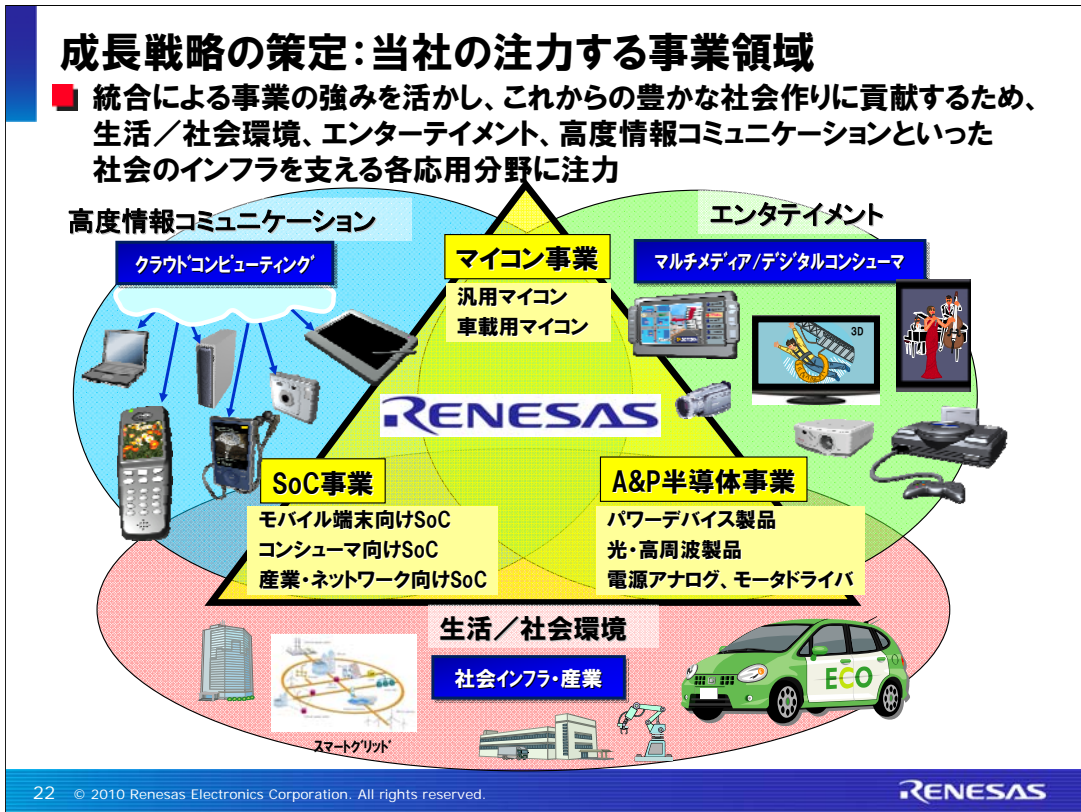 成長戦略の策定：当社の注力する事業領域
統合による事業の強みを活かし、これからの豊かな社会作りに貢献するため、
生活／社会環境、エンターテイメント、高度情報コミュニケーションといった
社会のインフラを支える各応用分野に注力
高度情報コミュニケーション
クラウドコンピューティング
エンタテイメント
マルチメディア/デジタルコンシューマ
マイコン事業
汎用マイコン
車載用マイコン
3D
RENESAS
SoC事業
モバイル端末向けSoC
コンシューマ向けSoC
産業・ネットワーク向けSoC
A&P半導体事業
パワーデバイス製品
光・高周波製品
電源アナログ、モータドライバ
生活／社会環境
社会インフラ・産業
スマートグリッド
ECO
22 © 2010 Renesas Electronics Corporation. All rights reserved.
RENESAS